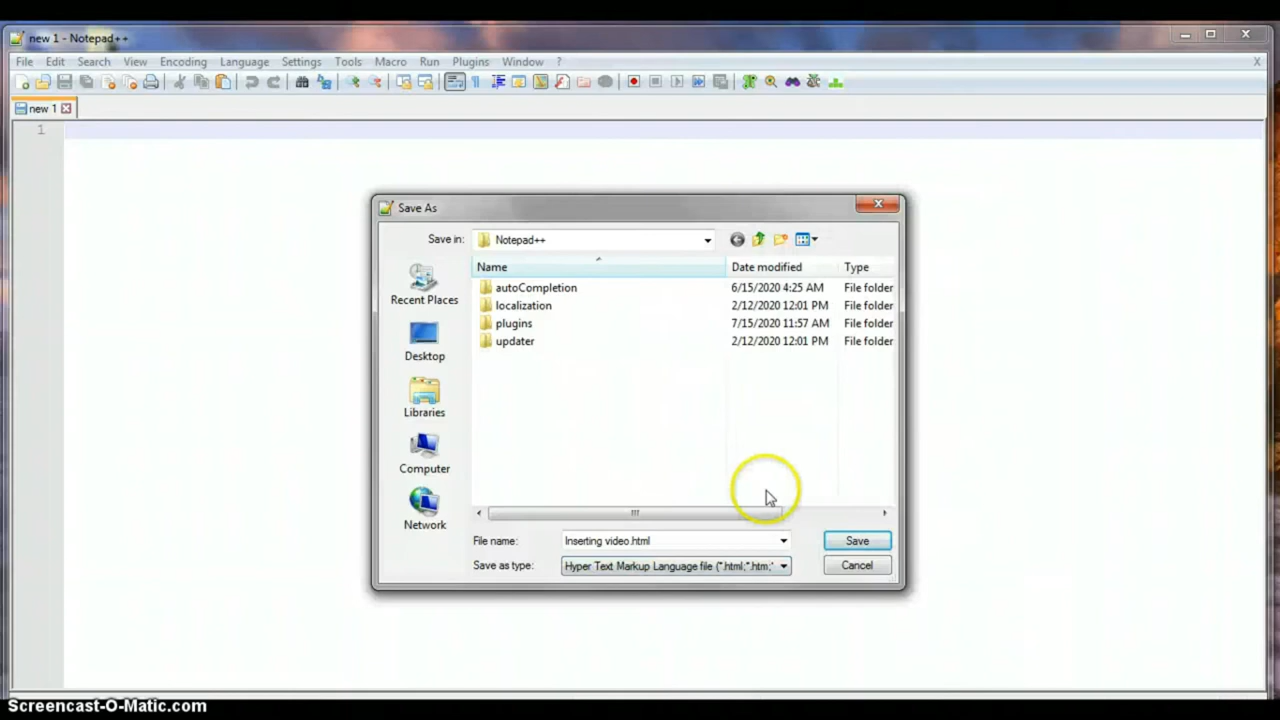 new 1 - Notepad++
File Edit Search View Encoding Language Settings Tools Macro Run Plugins Window ? X
new 1
1
Save As
Save in: Notepad++
Name Date modified Type
autoCompletion 6/15/2020 4:25 AM File folder
localization 2/12/2020 12:01 PM File folder
plugins 7/15/2020 11:57 AM File folder
updater 2/12/2020 12:01 PM File folder
Recent Places
Desktop
Libraries
Computer
Network
File name: Inserting video.html Save
Save as type: Hyper Text Markup Language file (*.html;*.htm;* Cancel
Screencast-O-Matic.com